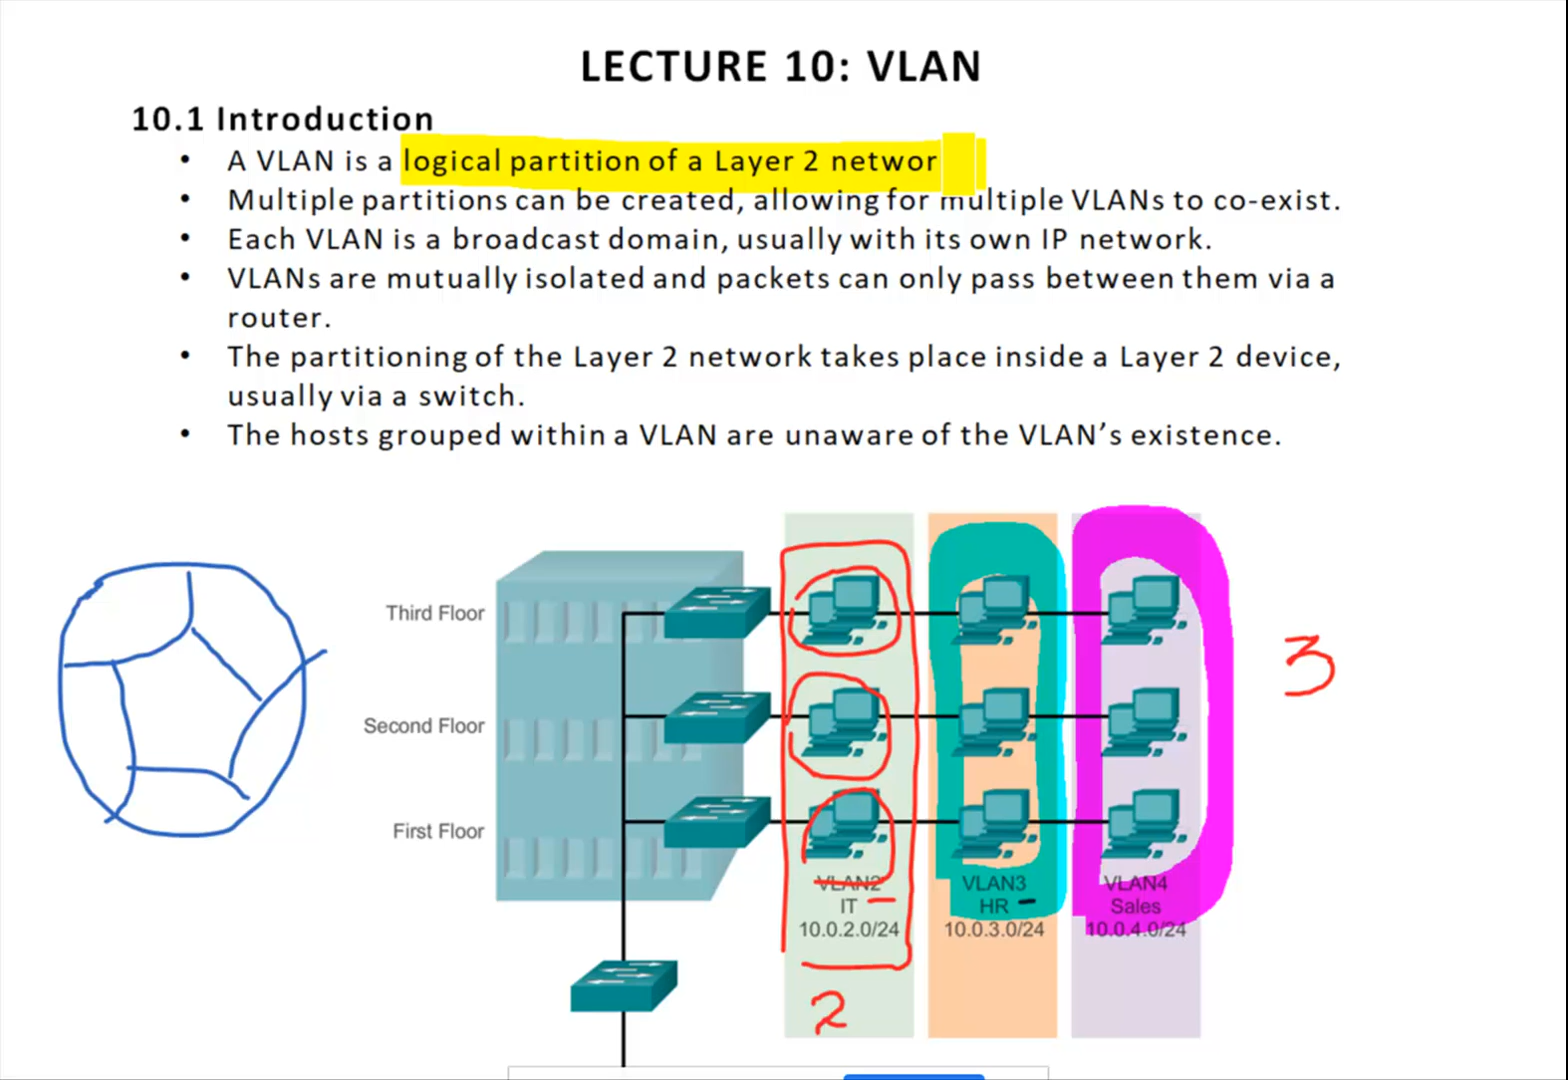 LECTURE 10: VLAN
10.1 Introduction
• A VLAN is a logical partition of a Layer 2 networ
• Multiple partitions can be created, allowing for multiple VLANs to co-exist.
• Each VLAN is a broadcast domain, usually with its own IP network.
• VLANs are mutually isolated and packets can only pass between them via a
router.
• The partitioning of the Layer 2 network takes place inside a Layer 2 device,
usually via a switch.
• The hosts grouped within a VLAN are unaware of the VLAN’s existence.
Third Floor
3
Second Floor
First Floor
VLAN2
IT
10.0.2.0/24
VLAN3
HR
10.0.3.0/24
VLAN4
Sales
10.0.4.0/24
2